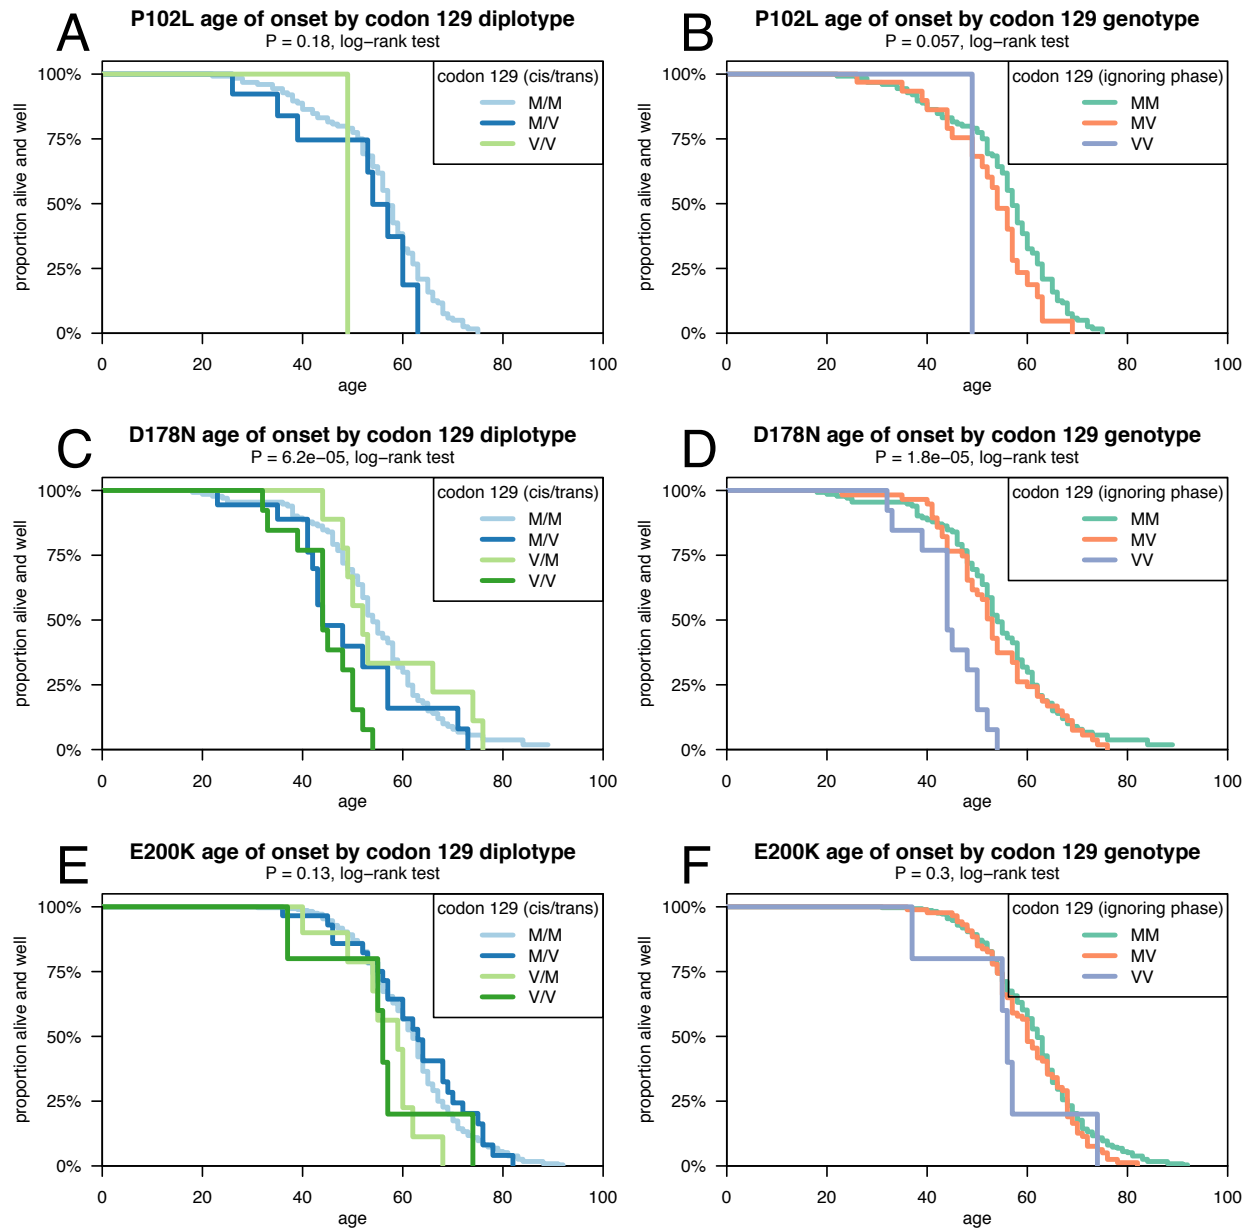 A
P102L age of onset by codon 129 diplotype
P = 0.18, log−rank test
proportion alive and well
100%
75%
50%
25%
0%
codon 129 (cis/trans)
M/M
M/V
V/V
0 20 40 60 80 100
age
B
P102L age of onset by codon 129 genotype
P = 0.057, log−rank test
proportion alive and well
100%
75%
50%
25%
0%
codon 129 (ignoring phase)
MM
MV
VV
0 20 40 60 80 100
age
C
D178N age of onset by codon 129 diplotype
P = 6.2e−05, log−rank test
proportion alive and well
100%
75%
50%
25%
0%
codon 129 (cis/trans)
M/M
M/V
V/M
V/V
0 20 40 60 80 100
age
D
D178N age of onset by codon 129 genotype
P = 1.8e−05, log−rank test
proportion alive and well
100%
75%
50%
25%
0%
codon 129 (ignoring phase)
MM
MV
VV
0 20 40 60 80 100
age
E
E200K age of onset by codon 129 diplotype
P = 0.13, log−rank test
proportion alive and well
100%
75%
50%
25%
0%
codon 129 (cis/trans)
M/M
M/V
V/M
V/V
0 20 40 60 80 100
age
F
E200K age of onset by codon 129 genotype
P = 0.3, log−rank test
proportion alive and well
100%
75%
50%
25%
0%
codon 129 (ignoring phase)
MM
MV
VV
0 20 40 60 80 100
age